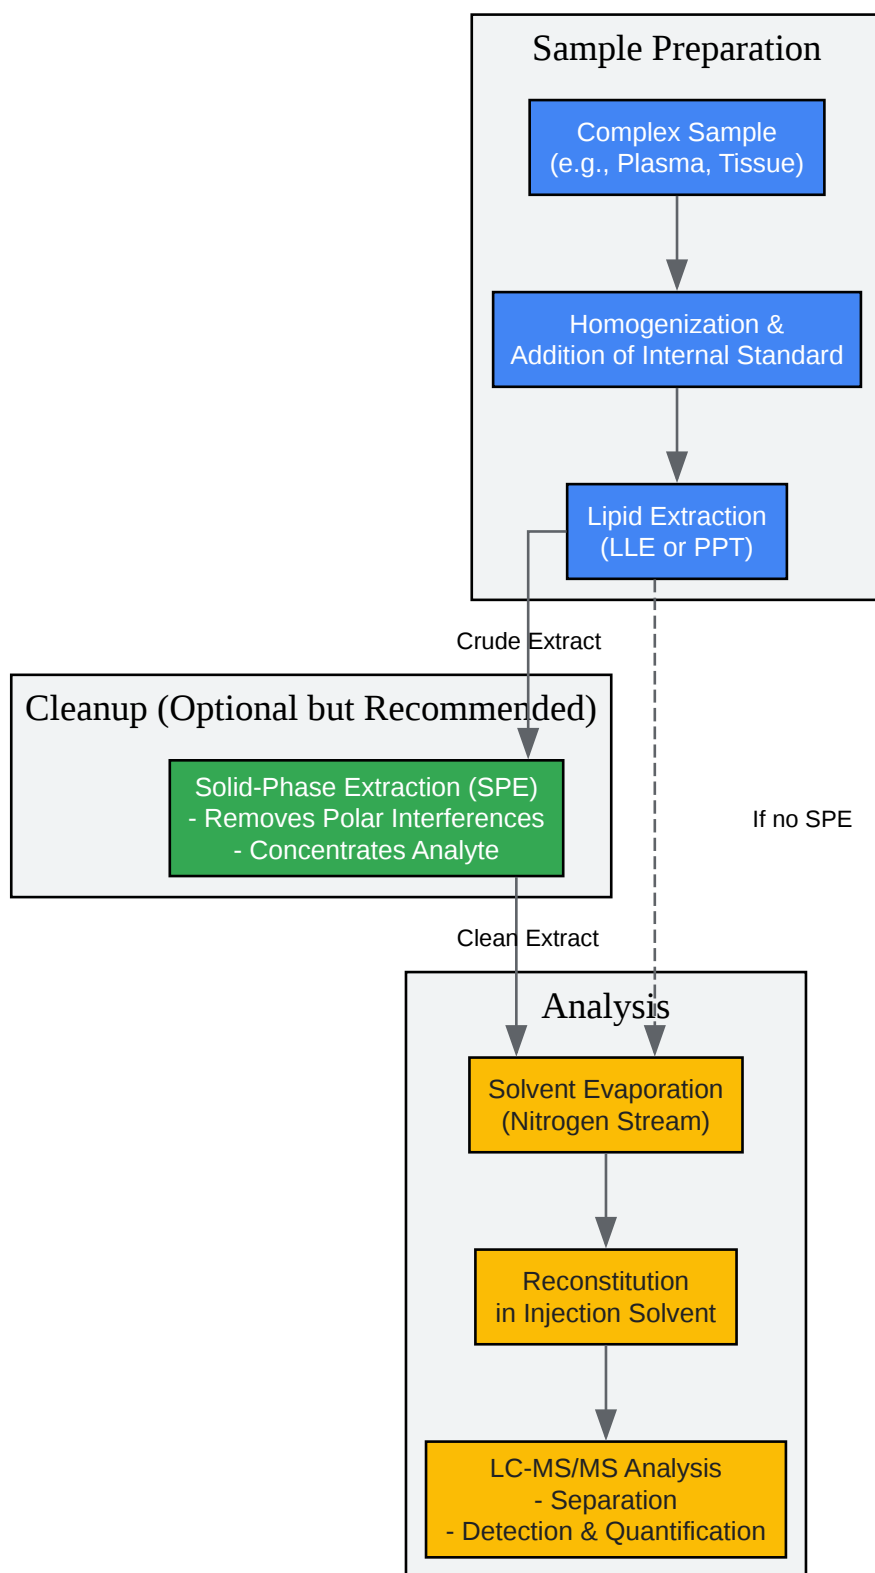 Sample Preparation
Complex Sample
(e.g., Plasma, Tissue)
Homogenization &
Addition of Internal Standard
Lipid Extraction
(LLE or PPT)
Crude Extract
Cleanup (Optional but Recommended)
Solid-Phase Extraction (SPE)
- Removes Polar Interferences
- Concentrates Analyte
If no SPE
Clean Extract
Analysis
Solvent Evaporation
(Nitrogen Stream)
Reconstitution
in Injection Solvent
LC-MS/MS Analysis
- Separation
- Detection & Quantification